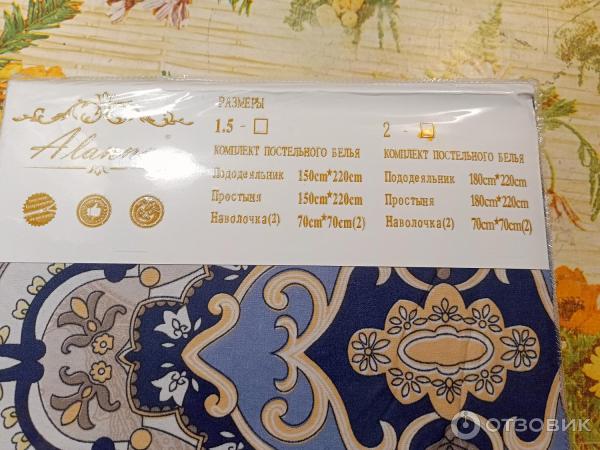 РАЗМЕРЫ
1.5 -
КОМПЛЕКТ ПОСТЕЛЬНОГО БЕЛЬЯ
Пододеяльник 150cm*220cm
Простыня 150cm*220cm
Наволочка(2) 70cm*70cm(2)
2 -
КОМПЛЕКТ ПОСТЕЛЬНОГО БЕЛЬЯ
Пододеяльник 180cm*220cm
Простыня 180cm*220cm
Наволочка(2) 70cm*70cm(2)
ОТЗОВИК